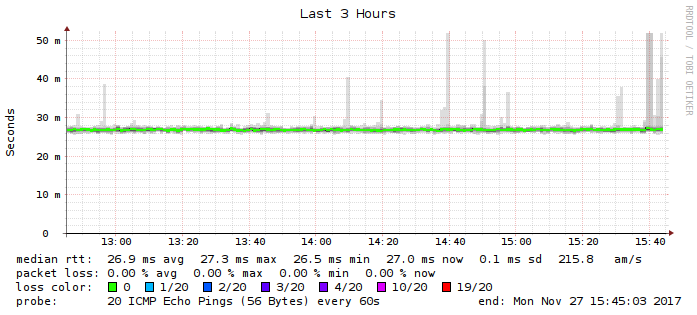 Last 3 Hours
RRDTOOL / TOBI OETIKER
Seconds
50 m
40 m
30 m
20 m
10 m
0
13:00 13:20 13:40 14:00 14:20 14:40 15:00 15:20 15:40
median rtt: 26.9 ms avg 27.3 ms max 26.5 ms min 27.0 ms now 0.1 ms sd 215.8 am/s
packet loss: 0.00 % avg 0.00 % max 0.00 % min 0.00 % now
loss color: 0 1/20 2/20 3/20 4/20 10/20 19/20
probe: 20 ICMP Echo Pings (56 Bytes) every 60s end: Mon Nov 27 15:45:03 2017